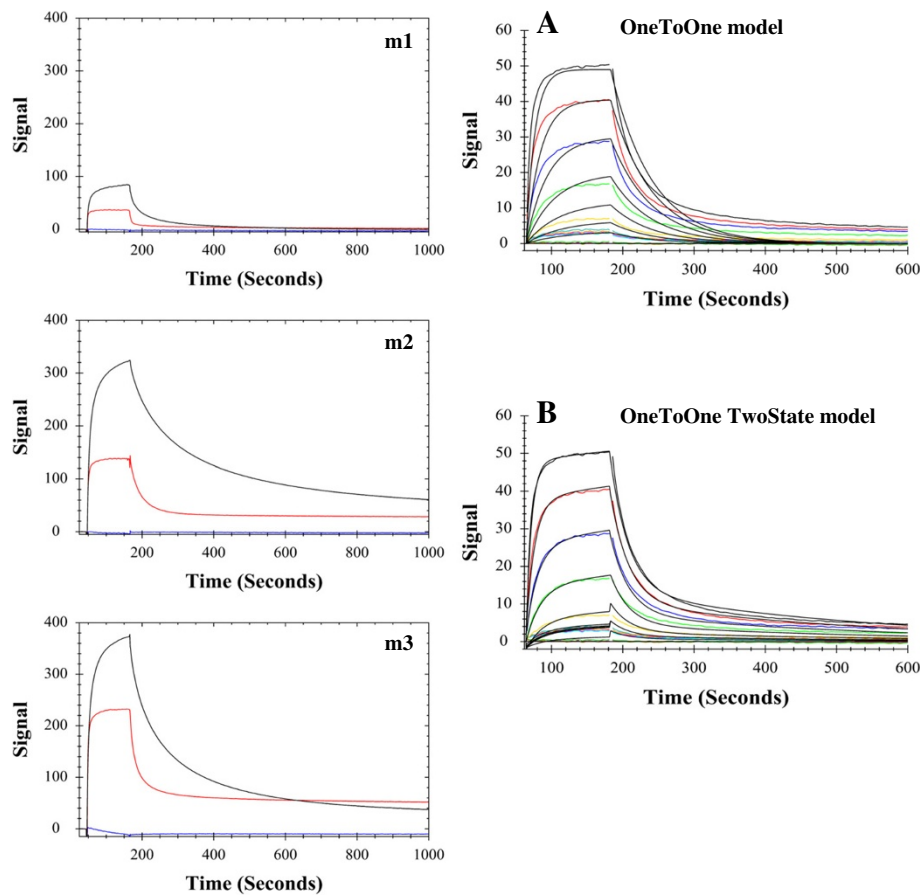 m1
400
300
200
100
0
Signal
200 400 600 800 1000
Time (Seconds)
m2
400
300
200
100
0
Signal
200 400 600 800 1000
Time (Seconds)
m3
400
300
200
100
0
Signal
200 400 600 800 1000
Time (Seconds)
A OneToOne model
60
50
40
30
20
10
0
Signal
100 200 300 400 500 600
Time (Seconds)
B OneToOne TwoState model
60
50
40
30
20
10
0
Signal
100 200 300 400 500 600
Time (Seconds)